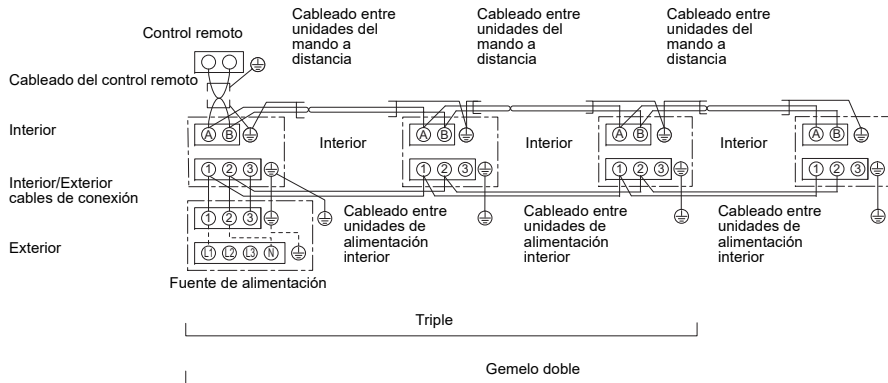 Cableado entre
unidades del
mando a
distancia
Cableado entre
unidades del
mando a
distancia
Cableado entre
unidades del
mando a
distancia
Control remoto
Cableado del control remoto
Interior
A B
Interior
A B
Interior
A B
Interior
A B
1 2 3
1 2 3
1 2 3
1 2 3
Interior/Exterior
cables de conexión
1 2 3
Cableado entre
unidades de
alimentación
interior
Cableado entre
unidades de
alimentación
interior
Cableado entre
unidades de
alimentación
interior
Exterior
L1 L2 L3 N
Fuente de alimentación
Triple
Gemelo doble